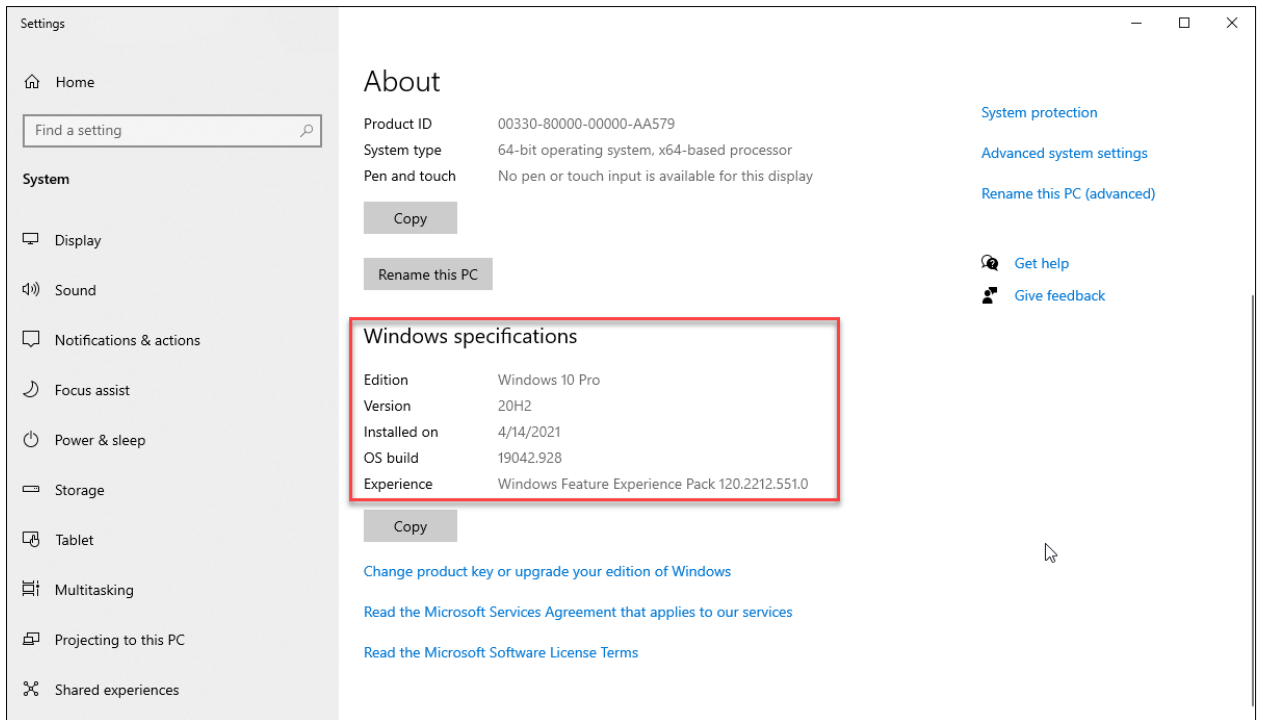 Settings
Home
Find a setting
System
Display
Sound
Notifications & actions
Focus assist
Power & sleep
Storage
Tablet
Multitasking
Projecting to this PC
Shared experiences
About
Product ID 00330-80000-00000-AA579
System type 64-bit operating system, x64-based processor
Pen and touch No pen or touch input is available for this display
Copy
Rename this PC
Windows specifications
Edition Windows 10 Pro
Version 20H2
Installed on 4/14/2021
OS build 19042.928
Experience Windows Feature Experience Pack 120.2212.551.0
Copy
Change product key or upgrade your edition of Windows
Read the Microsoft Services Agreement that applies to our services
Read the Microsoft Software License Terms
System protection
Advanced system settings
Rename this PC (advanced)
Get help
Give feedback